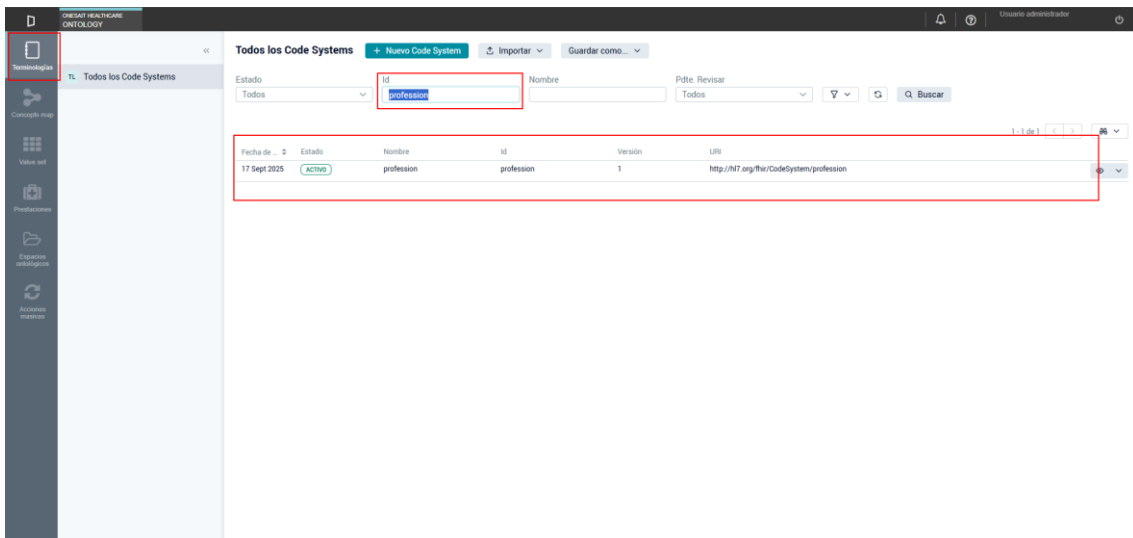 ONESAIT HEALTHCARE
ONTOLOGY
Usuario administrador
Terminologías
Concepts map
Value set
Prestaciones
Espacios
ontológicos
Acciones
masivas
TL Todos los Code Systems
Todos los Code Systems + Nuevo Code System Importar Guardar como...
Estado Id Nombre Pdte. Revisar
Todos profession Todos Buscar
1 - 1 de 1
Fecha de ... Estado Nombre Id Versión URI
17 Sept 2025 ACTIVO profession profession 1 http://hl7.org/fhir/CodeSystem/profession